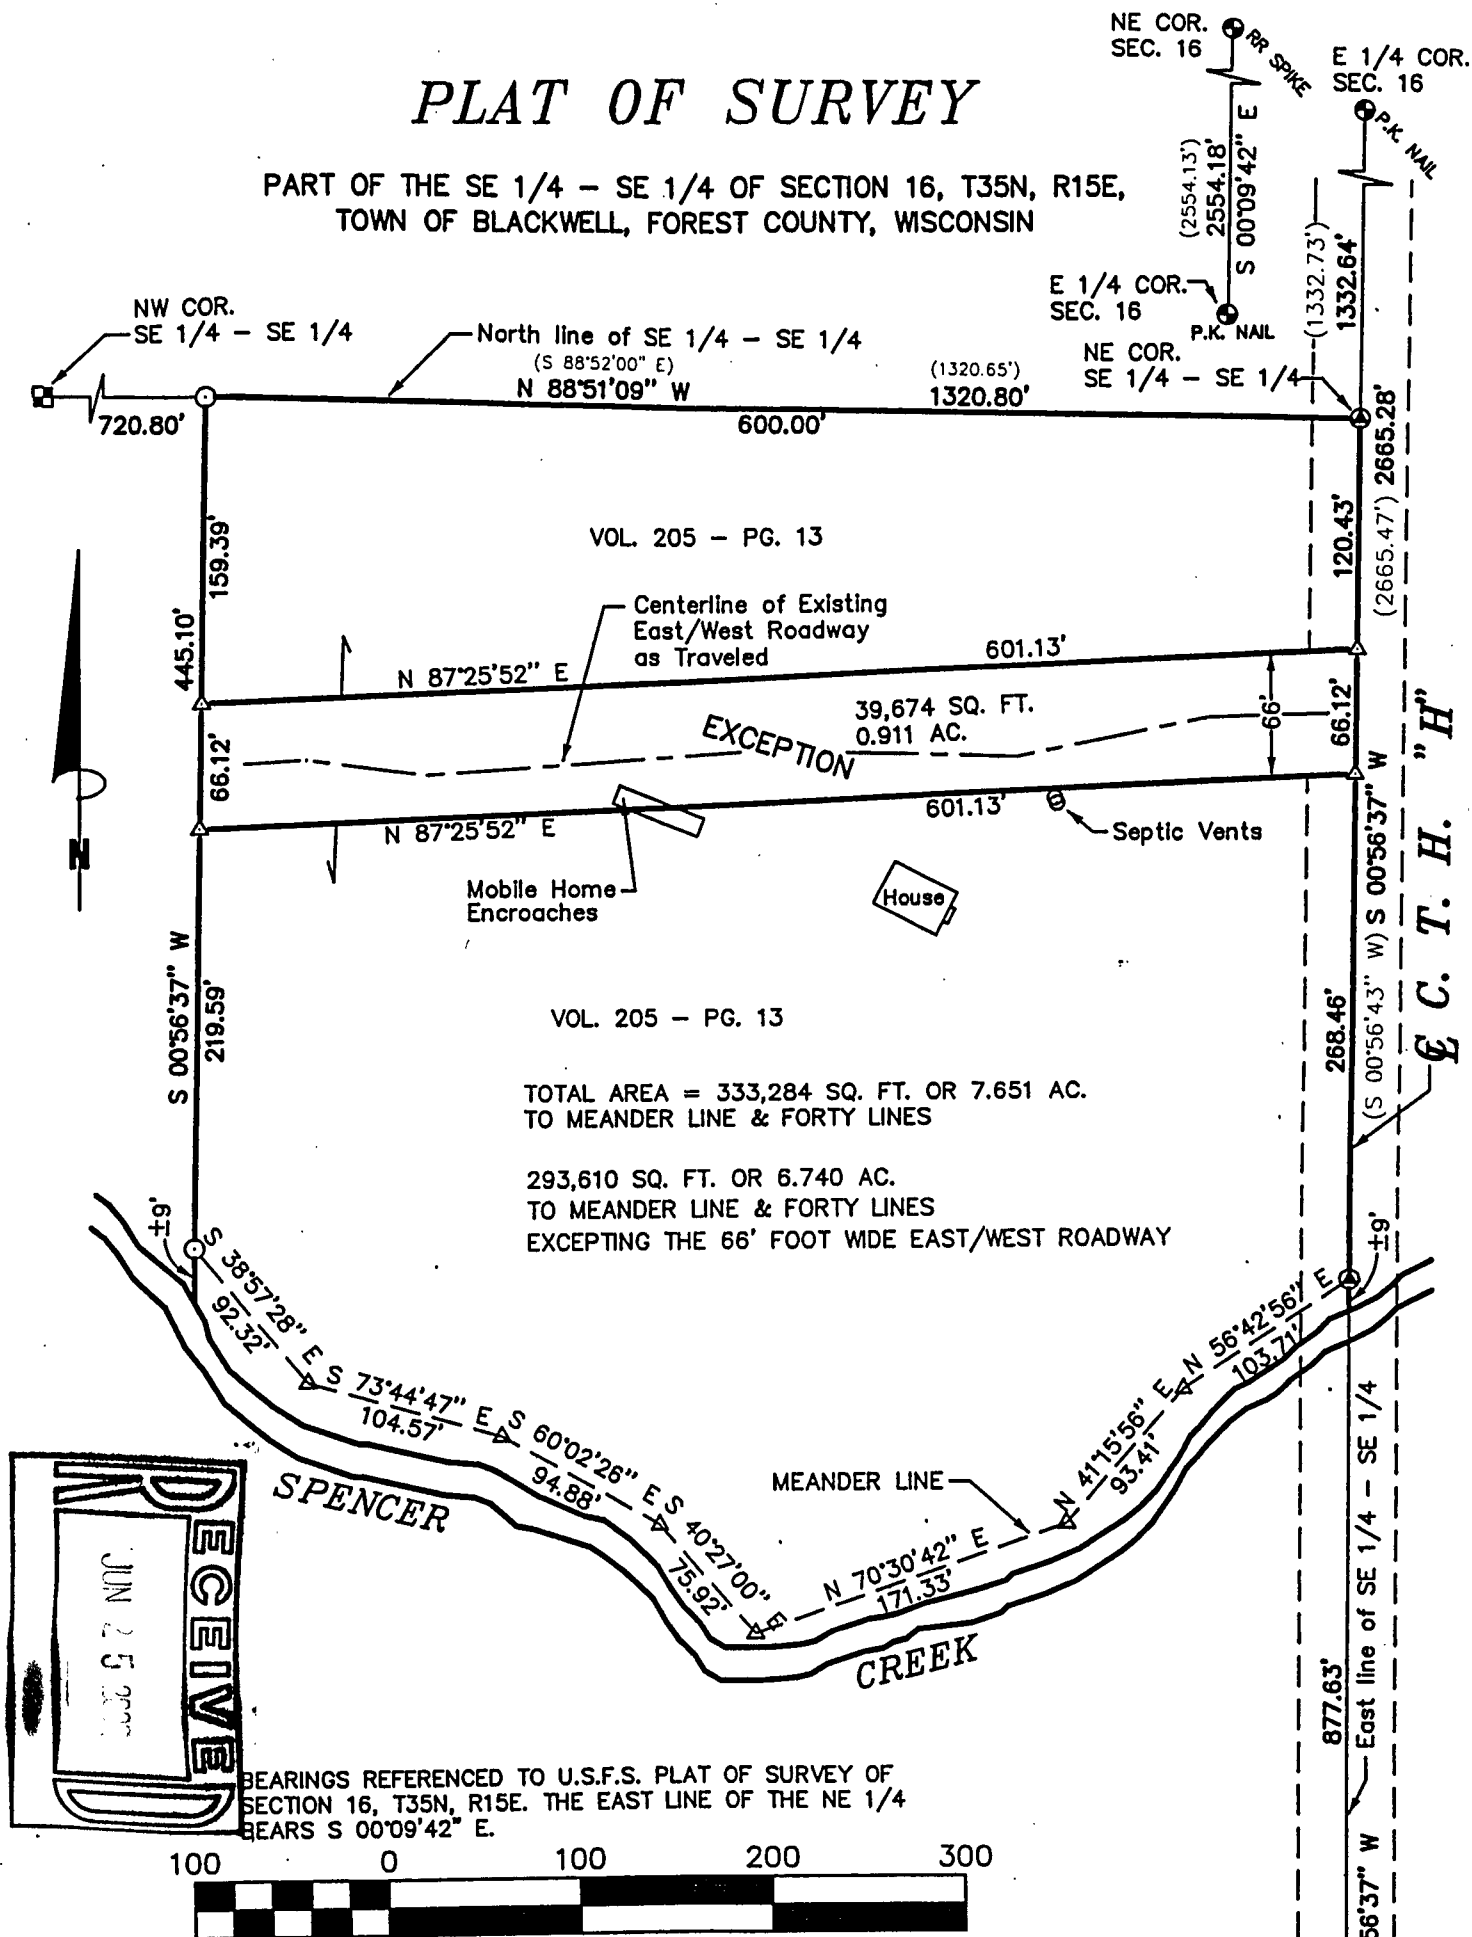 PLAT OF SURVEY
PART OF THE SE 1/4 – SE 1/4 OF SECTION 16, T35N, R15E,
TOWN OF BLACKWELL, FOREST COUNTY, WISCONSIN
NE COR.
SEC. 16
RR SPIKE
E 1/4 COR.
SEC. 16
P.K. NAIL
(2554.13')
2554.18'
S 00°09'42" E
E 1/4 COR.
SEC. 16
P.K. NAIL
(1332.73')
1332.64'
NW COR.
SE 1/4 – SE 1/4
North line of SE 1/4 – SE 1/4
(S 88°52'00" E)
N 88°51'09" W
(1320.65')
1320.80'
NE COR.
SE 1/4 – SE 1/4
720.80'
600.00'
2665.28'
(2665.47')
159.39'
445.10'
120.43'
VOL. 205 – PG. 13
Centerline of Existing
East/West Roadway
as Traveled
601.13'
N 87°25'52" E
39,674 SQ. FT.
0.911 AC.
EXCEPTION
66'
66.12'
66.12'
N 87°25'52" E
601.13'
Septic Vents
N
Mobile Home
Encroaches
House
S 00°56'37" W
(S 00°56'43" W)
℄ C. T. H. "H"
S 00°56'37" W
219.59'
268.46'
VOL. 205 – PG. 13
TOTAL AREA = 333,284 SQ. FT. OR 7.651 AC.
TO MEANDER LINE & FORTY LINES
293,610 SQ. FT. OR 6.740 AC.
TO MEANDER LINE & FORTY LINES
EXCEPTING THE 66' FOOT WIDE EAST/WEST ROADWAY
±9'
±9'
S 38°57'28" E
92.32'
S 73°44'47" E
104.57'
S 60°02'26" E
94.88'
S 40°27'00" E
75.92'
N 70°30'42" E
171.33'
N 41°15'56" E
93.41'
N 56°42'56" E
103.71'
MEANDER LINE
SPENCER
CREEK
East line of SE 1/4 – SE 1/4
877.63'
56'37" W
RECEIVED
JUN 25
BEARINGS REFERENCED TO U.S.F.S. PLAT OF SURVEY OF
SECTION 16, T35N, R15E. THE EAST LINE OF THE NE 1/4
BEARS S 00°09'42" E.
100 0 100 200 300